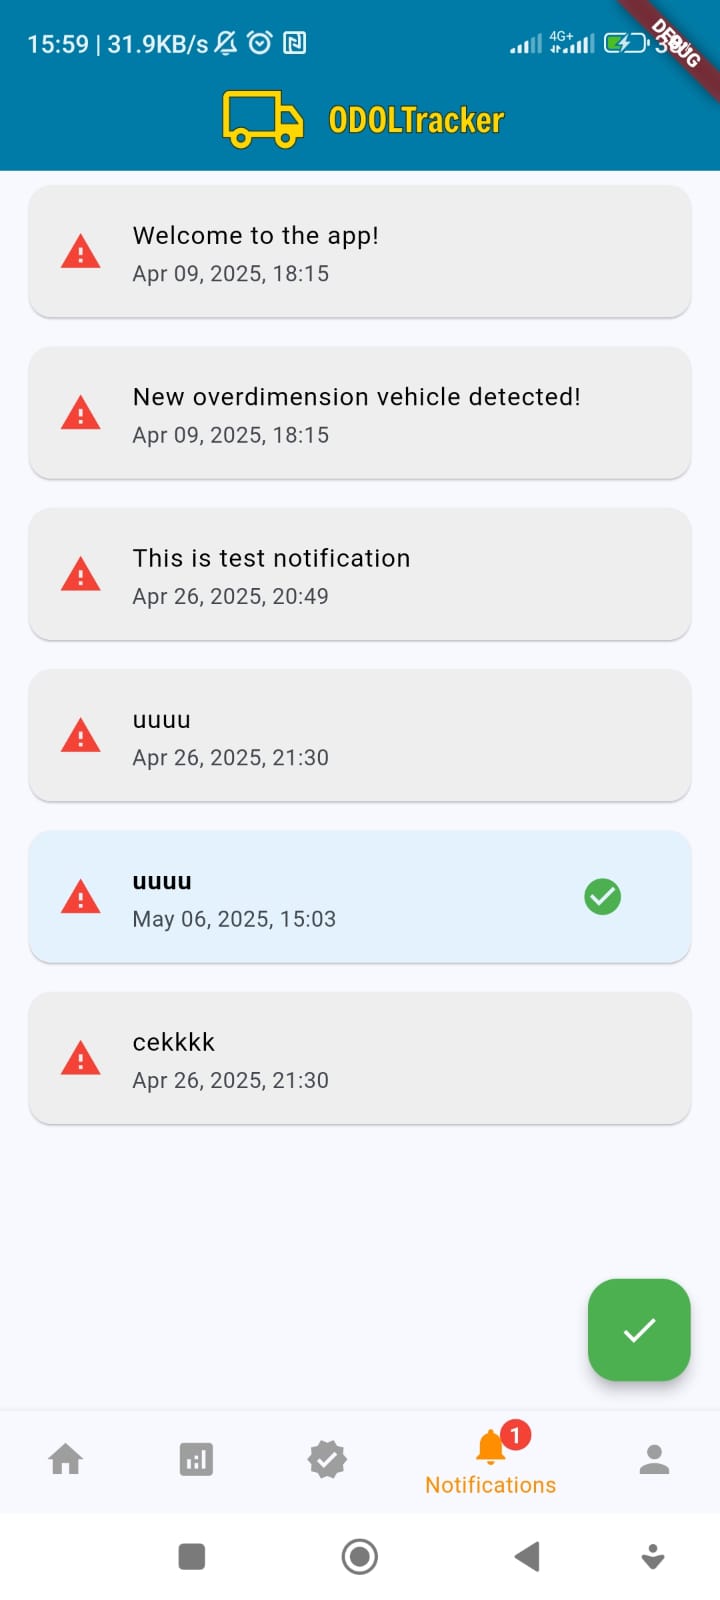 15:59 | 31.9KB/s
4G+
DEBUG
ODOLTracker
Welcome to the app!
Apr 09, 2025, 18:15
New overdimension vehicle detected!
Apr 09, 2025, 18:15
This is test notification
Apr 26, 2025, 20:49
uuuu
Apr 26, 2025, 21:30
uuuu
May 06, 2025, 15:03
cekkkk
Apr 26, 2025, 21:30
1
Notifications